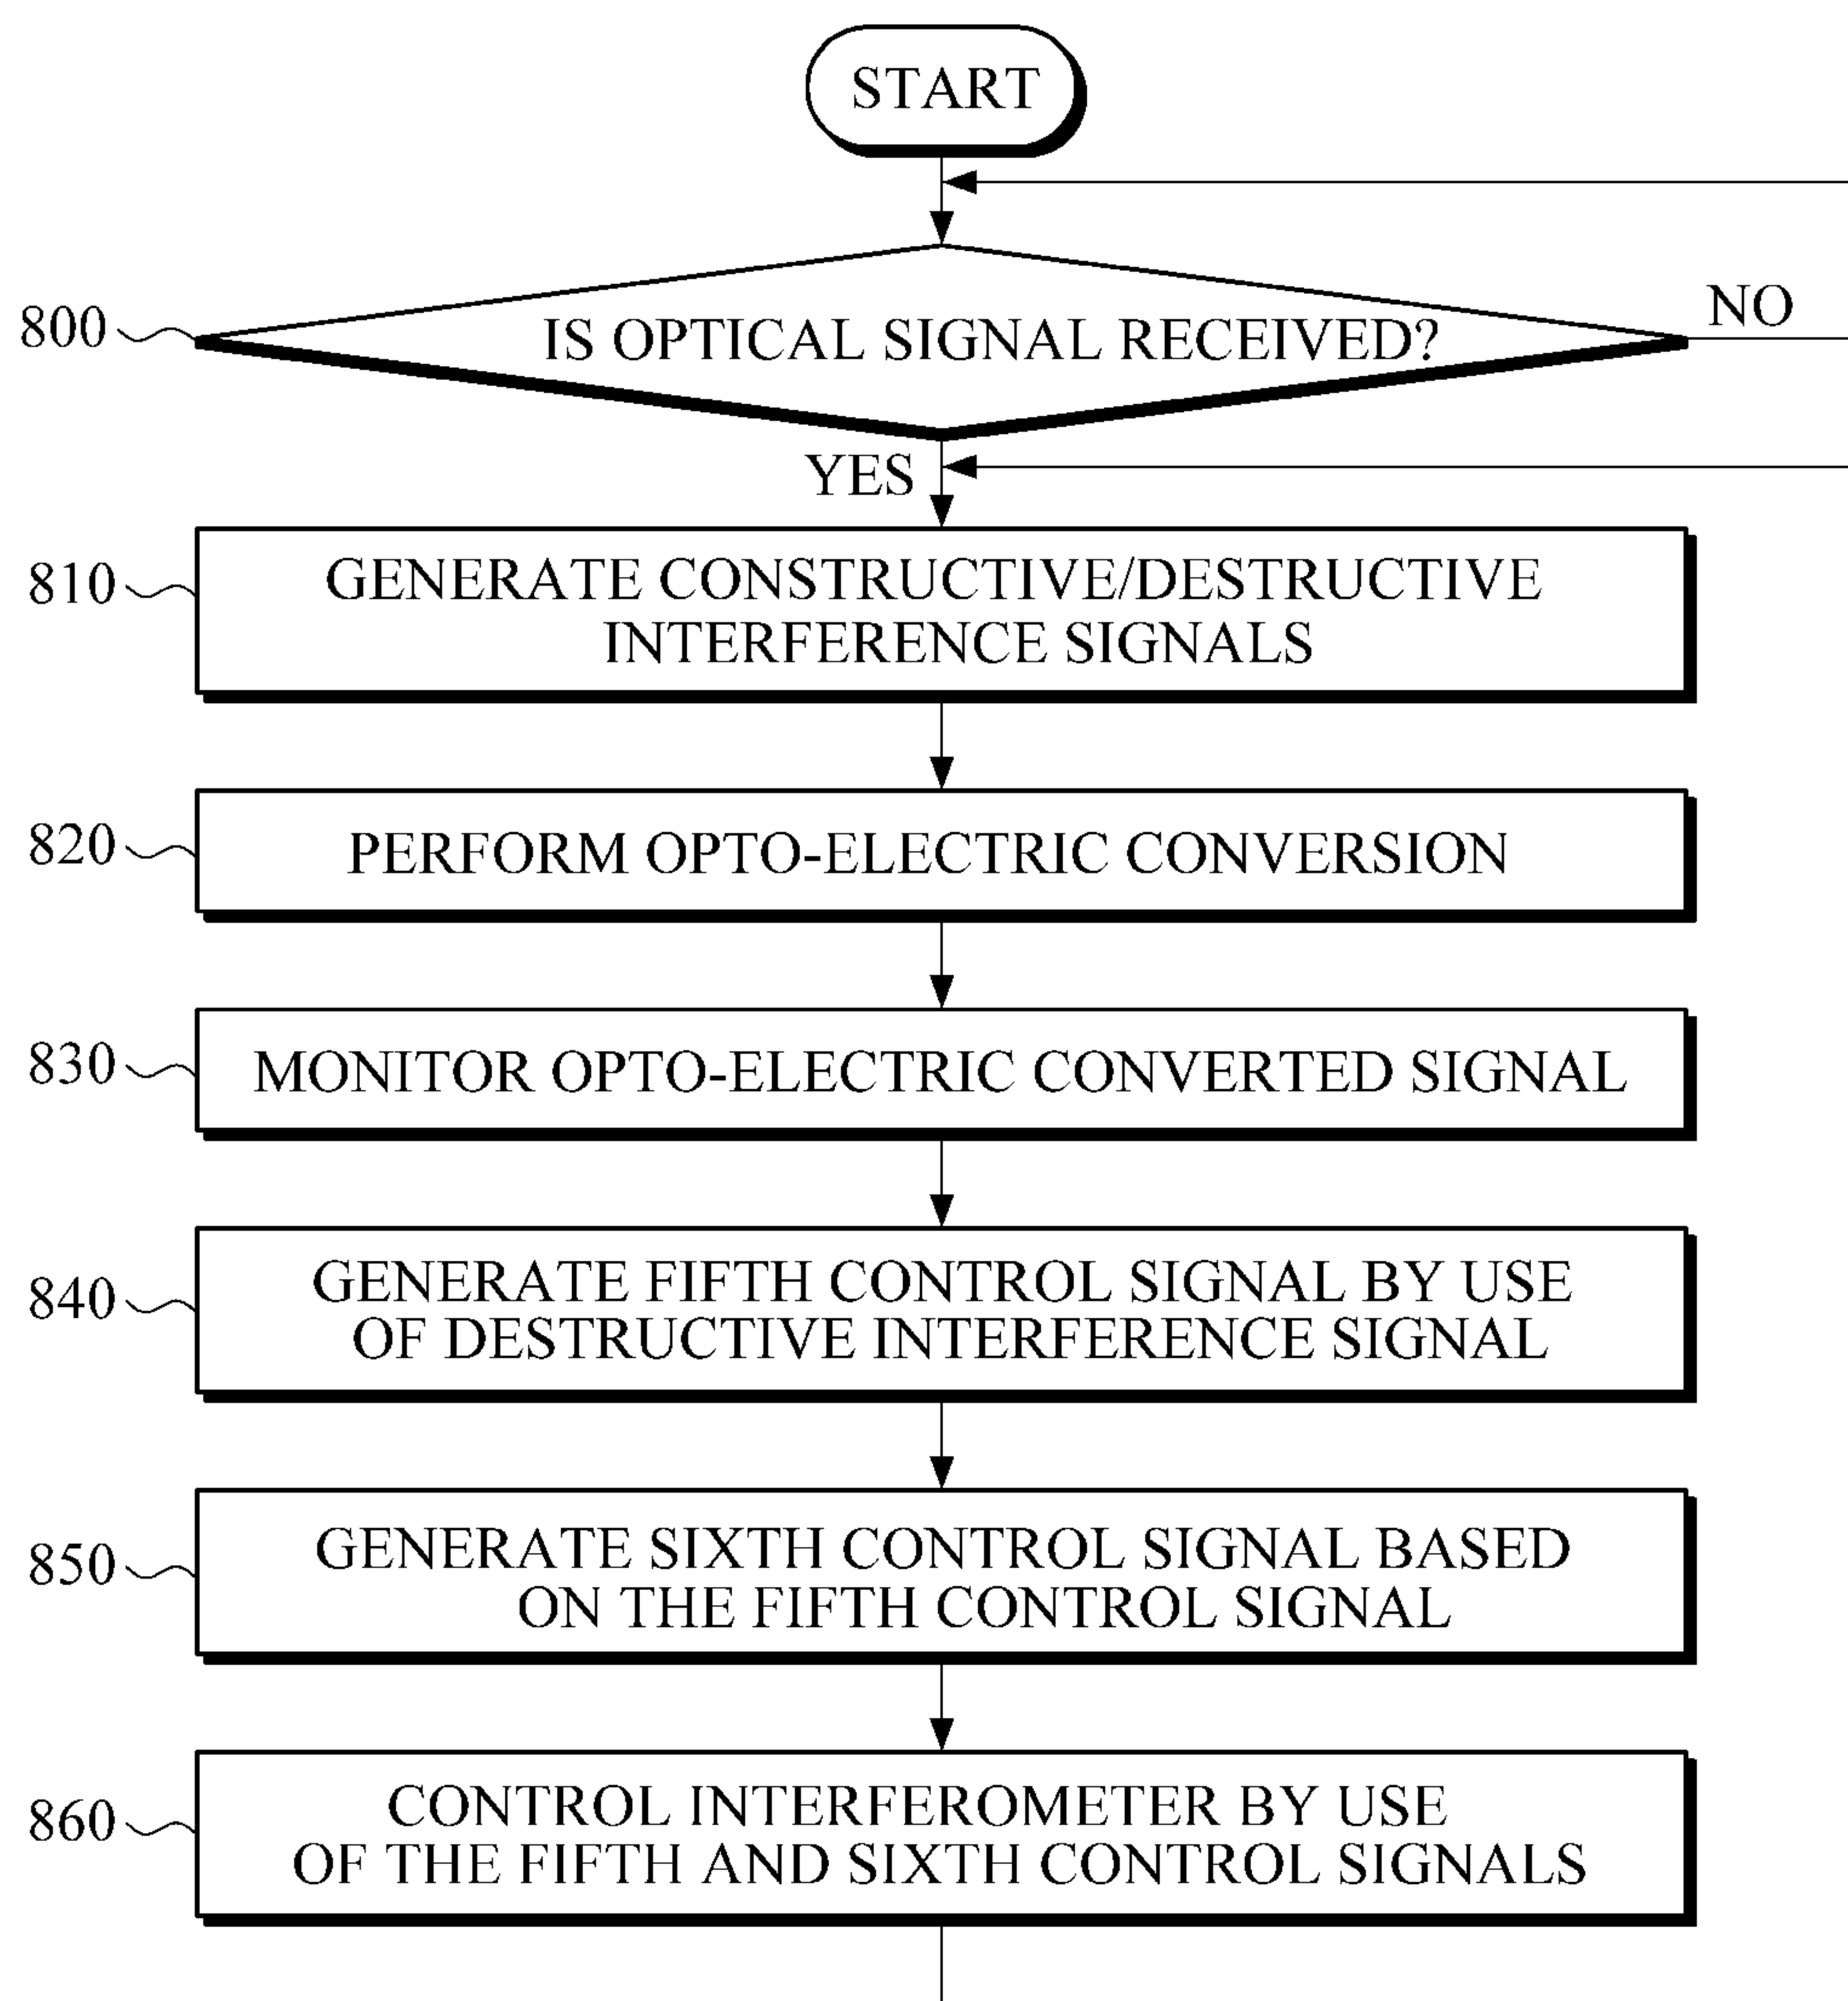 START
800
IS OPTICAL SIGNAL RECEIVED?
NO
YES
810
GENERATE CONSTRUCTIVE/DESTRUCTIVE
INTERFERENCE SIGNALS
820
PERFORM OPTO-ELECTRIC CONVERSION
830
MONITOR OPTO-ELECTRIC CONVERTED SIGNAL
840
GENERATE FIFTH CONTROL SIGNAL BY USE
OF DESTRUCTIVE INTERFERENCE SIGNAL
850
GENERATE SIXTH CONTROL SIGNAL BASED
ON THE FIFTH CONTROL SIGNAL
860
CONTROL INTERFEROMETER BY USE
OF THE FIFTH AND SIXTH CONTROL SIGNALS